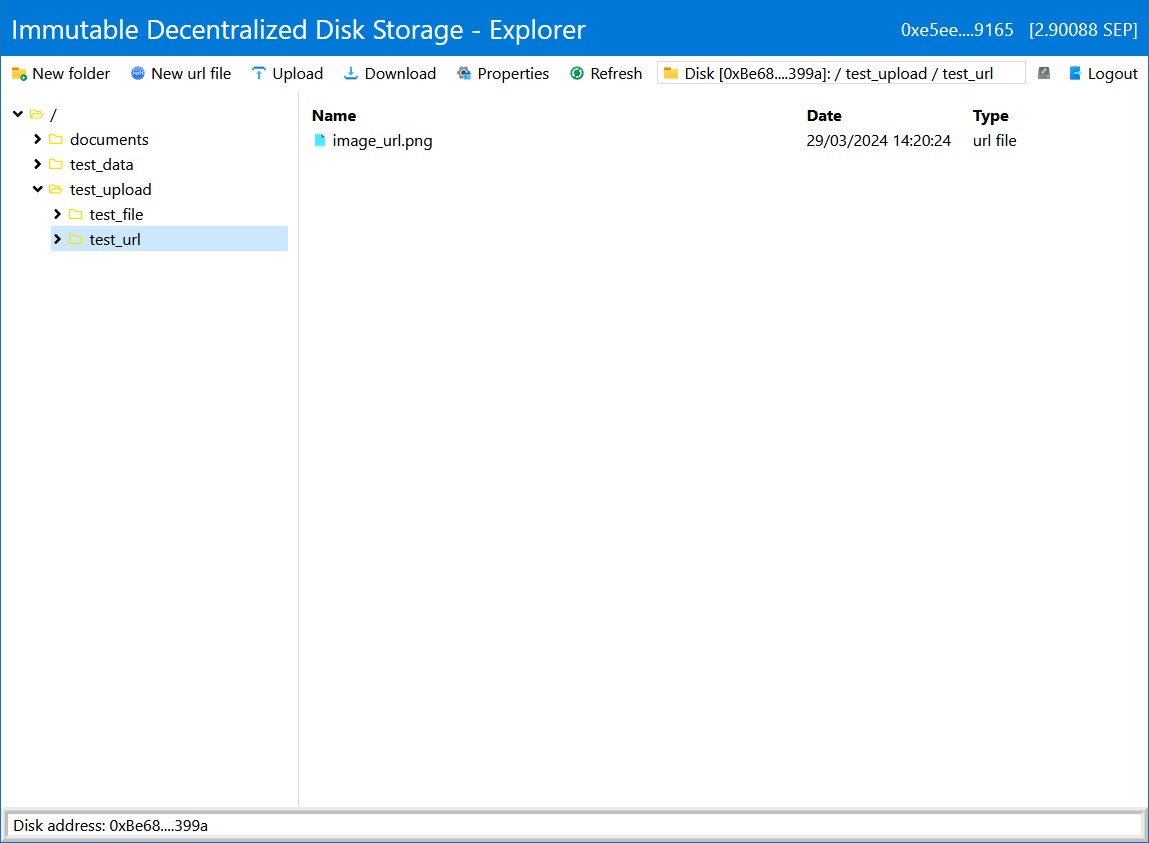 Immutable Decentralized Disk Storage - Explorer 0xe5ee....9165 [2.90088 SEP]
New folder New url file Upload Download Properties Refresh Disk [0xBe68....399a]: / test_upload / test_url Logout
/
documents
test_data
test_upload
test_file
test_url
Name Date Type
image_url.png 29/03/2024 14:20:24 url file
Disk address: 0xBe68....399a